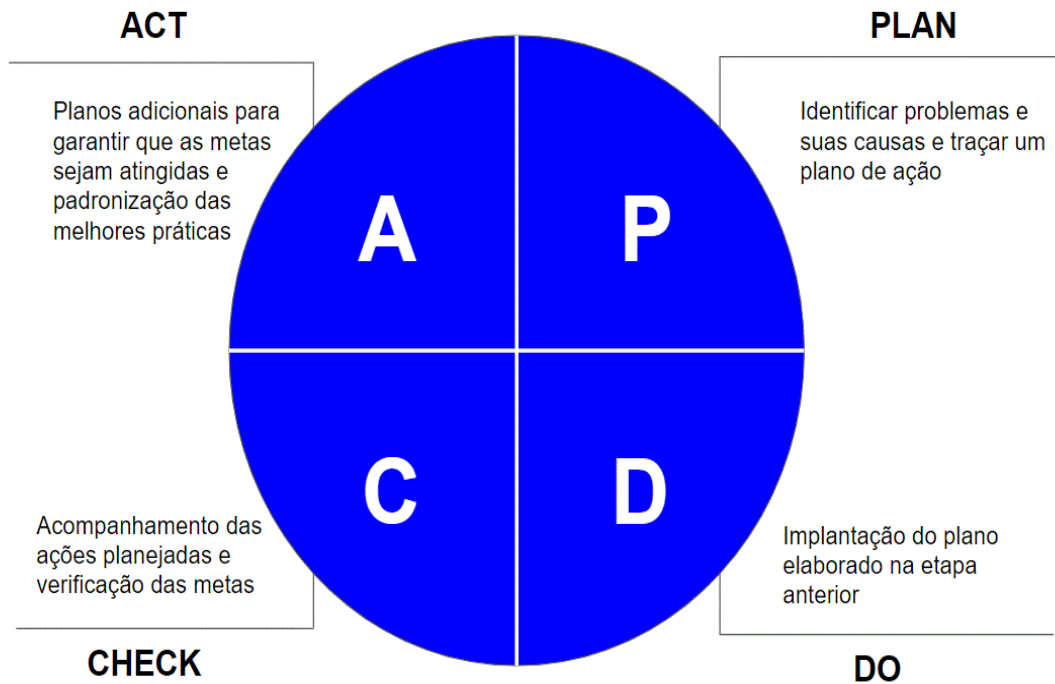 ACT
Planos adicionais para
garantir que as metas
sejam atingidas e
padronização das
melhores práticas
PLAN
Identificar problemas e
suas causas e traçar um
plano de ação
A
P
C
D
Acompanhamento das
ações planejadas e
verificação das metas
CHECK
Implantação do plano
elaborado na etapa
anterior
DO